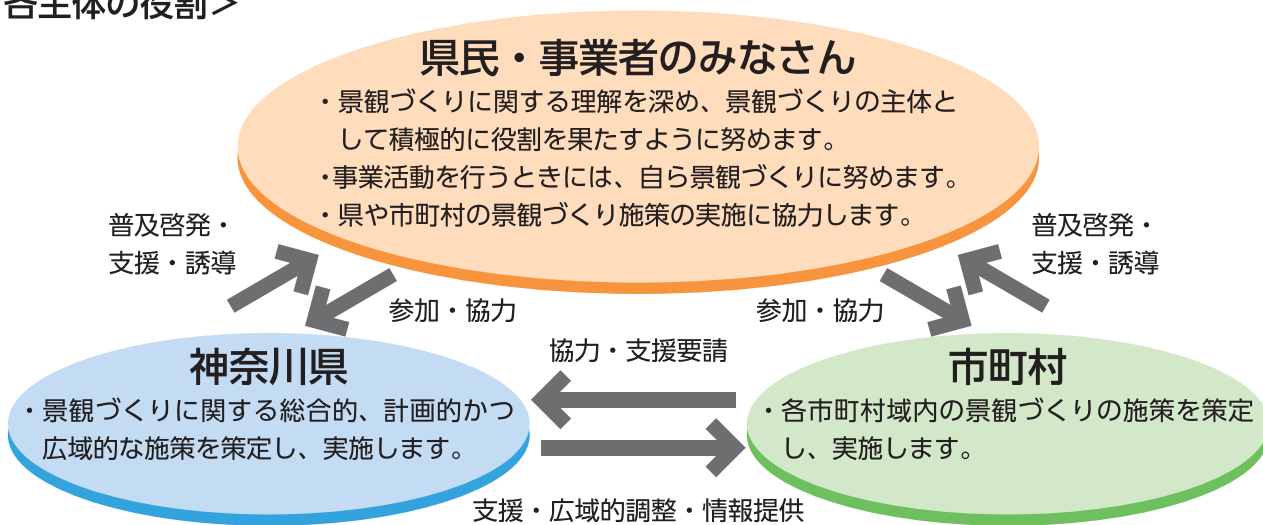 各主体の役割＞
県民・事業者のみなさん
・景観づくりに関する理解を深め、景観づくりの主体と
して積極的に役割を果たすように努めます。
・事業活動を行うときには、自ら景観づくりに努めます。
・県や市町村の景観づくり施策の実施に協力します。
普及啓発・
支援・誘導
参加・協力
参加・協力
普及啓発・
支援・誘導
神奈川県
・景観づくりに関する総合的、計画的かつ
広域的な施策を策定し、実施します。
協力・支援要請
支援・広域的調整・情報提供
市町村
・各市町村域内の景観づくりの施策を策定
し、実施します。